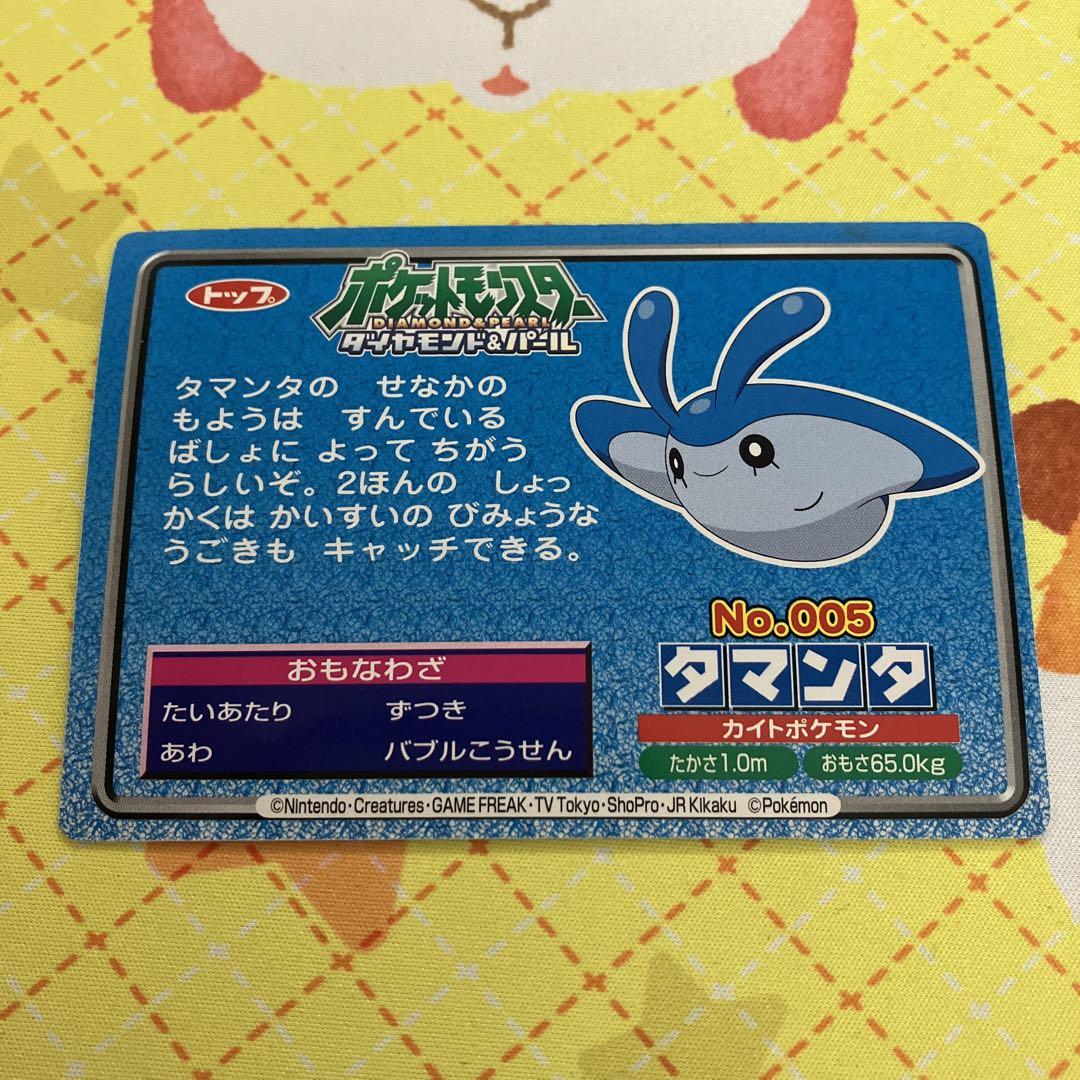 トップ
ポケットモンスター
DIAMOND&PEARL
ダイヤモンド&パール
タマンタの せなかの
もようは すんでいる
ばしょに よって ちがう
らしいぞ。2ほんの しょっ
かくは かいすいの びみょうな
うごきも キャッチできる。
No.005
タマンタ
カイトポケモン
たかさ1.0m おもさ65.0kg
おもなわざ
たいあたり ずつき
あわ バブルこうせん
©Nintendo・Creatures・GAME FREAK・TV Tokyo・ShoPro・JR Kikaku ©Pokémon